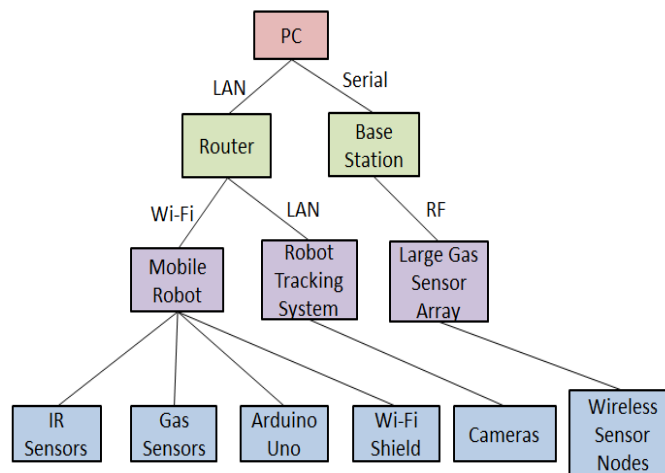 PC
LAN
Serial
Router
Base
Station
Wi-Fi
LAN
RF
Mobile
Robot
Robot
Tracking
System
Large Gas
Sensor
Array
IR
Sensors
Gas
Sensors
Arduino
Uno
Wi-Fi
Shield
Cameras
Wireless
Sensor
Nodes